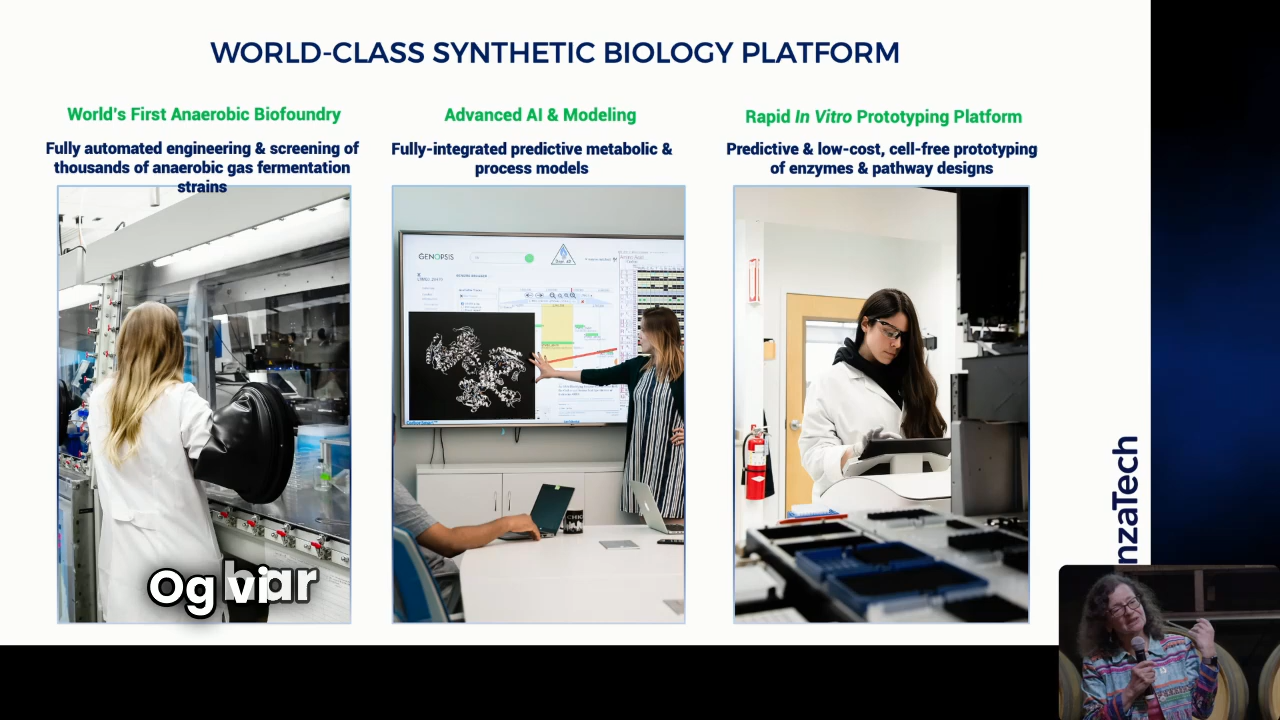 WORLD-CLASS SYNTHETIC BIOLOGY PLATFORM
World's First Anaerobic Biofoundry
Fully automated engineering & screening of
thousands of anaerobic gas fermentation
strains
Advanced AI & Modeling
Fully-integrated predictive metabolic &
process models
Rapid In Vitro Prototyping Platform
Predictive & low-cost, cell-free prototyping
of enzymes & pathway designs
GENOPSIS
nzaTech
Og vi har